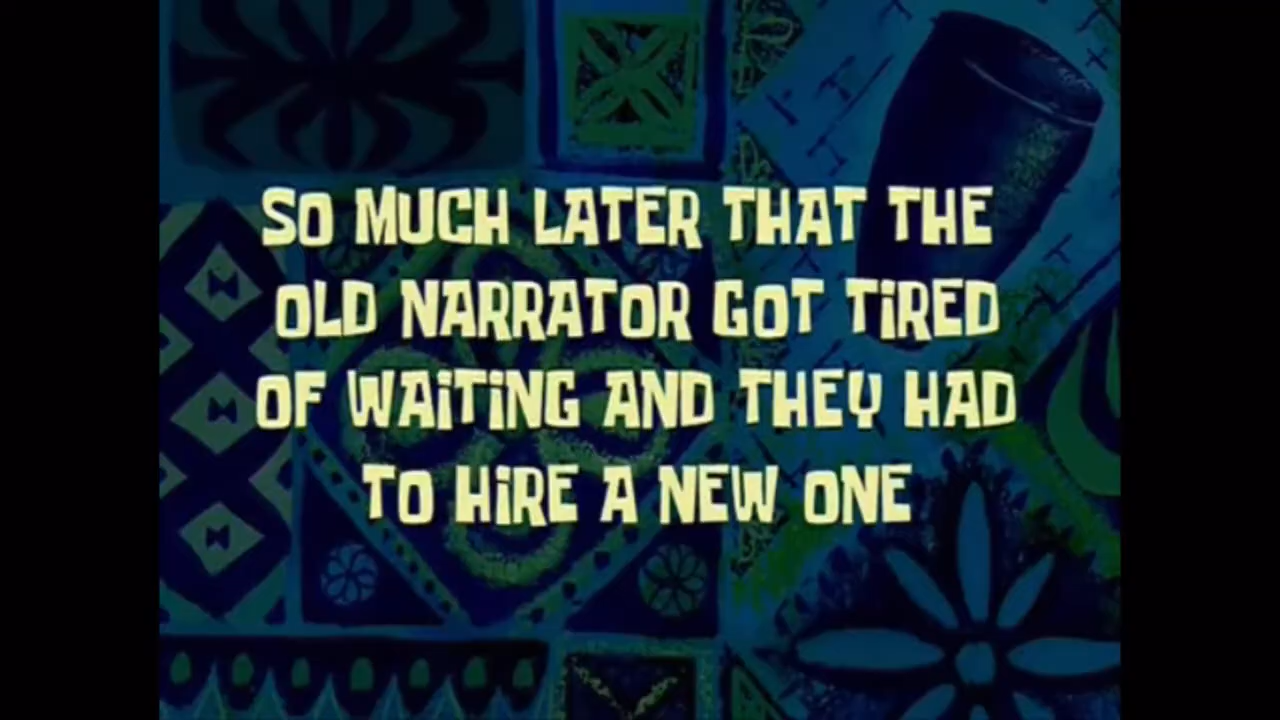 SO MUCH LATER THAT THE
OLD NARRATOR GOT TiRED
OF WAiTiNG AND THEY HAD
TO HiRE A NEW ONE